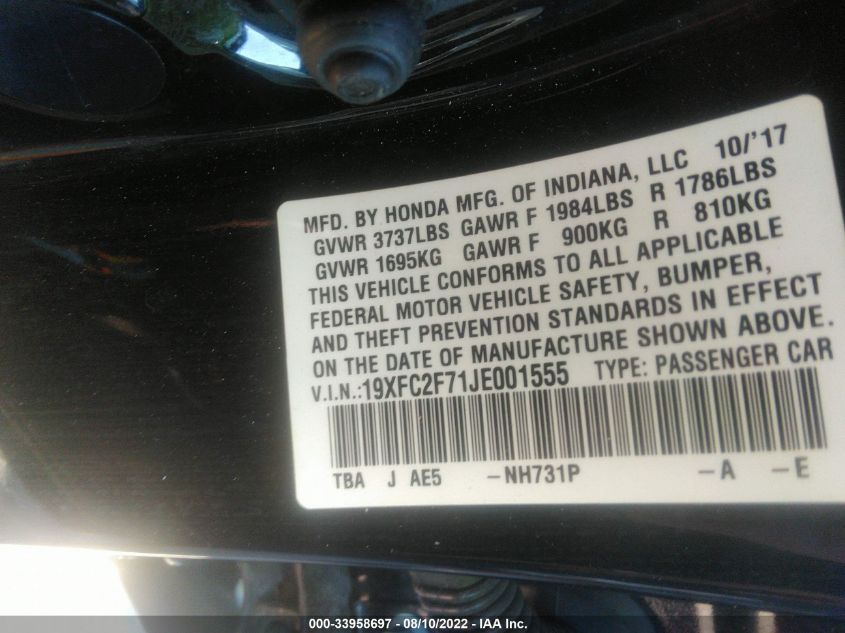 MFD. BY HONDA MFG. OF INDIANA, LLC 10/'17
GVWR 3737LBS GAWR F 1984LBS R 1786LBS
GVWR 1695KG GAWR F 900KG R 810KG
THIS VEHICLE CONFORMS TO ALL APPLICABLE
FEDERAL MOTOR VEHICLE SAFETY, BUMPER,
AND THEFT PREVENTION STANDARDS IN EFFECT
ON THE DATE OF MANUFACTURE SHOWN ABOVE.
V.I.N.:19XFC2F71JE001555 TYPE: PASSENGER CAR
TBA J AE5 -NH731P -A -E
000-33958697 - 08/10/2022 - IAA Inc.